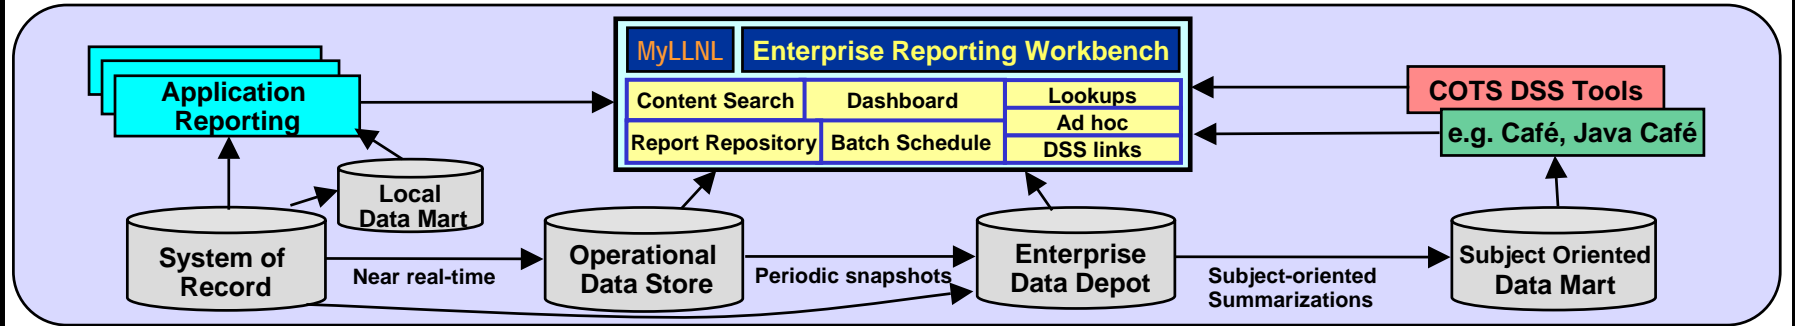 MyLLNL
Enterprise Reporting Workbench
Application
Reporting
Content Search
Dashboard
Lookups
Ad hoc
Report Repository
Batch Schedule
DSS links
COTS DSS Tools
e.g. Café, Java Café
Local
Data Mart
System of
Record
Near real-time
Operational
Data Store
Periodic snapshots
Enterprise
Data Depot
Subject-oriented
Summarizations
Subject Oriented
Data Mart